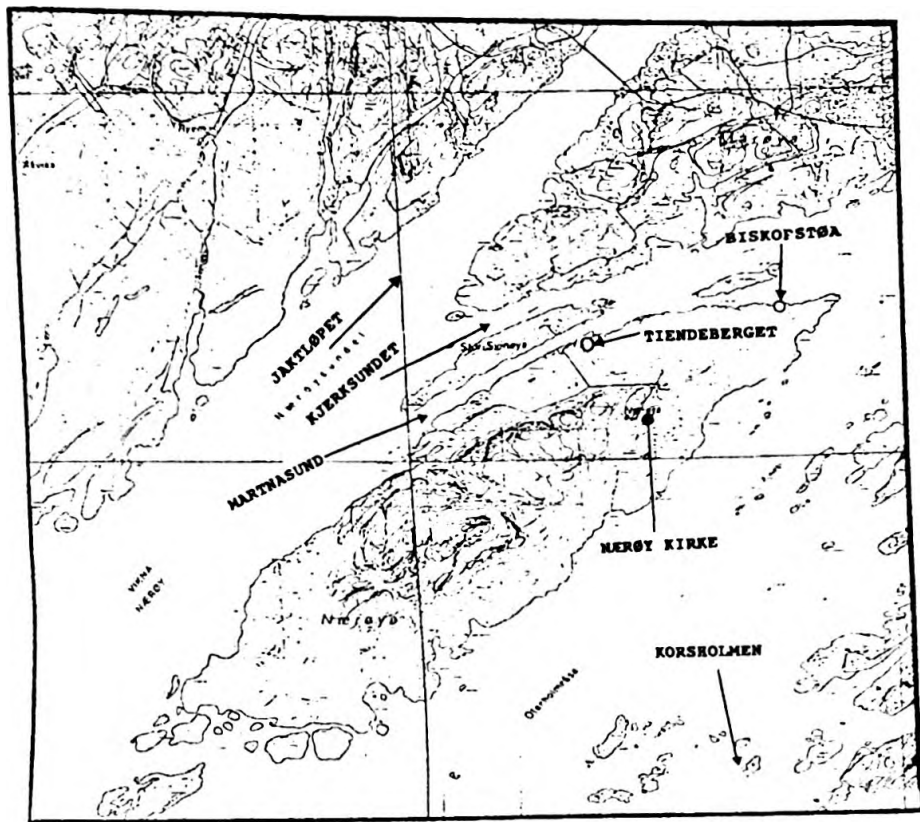 BISKOFSTØA
JAKTLØPET
TIENDEBERGET
KJERKSUNDET
MARTNASUND
NÆRØY KIRKE
VIKNA
NÆRØY
Nærøya
KORSHOLMEN